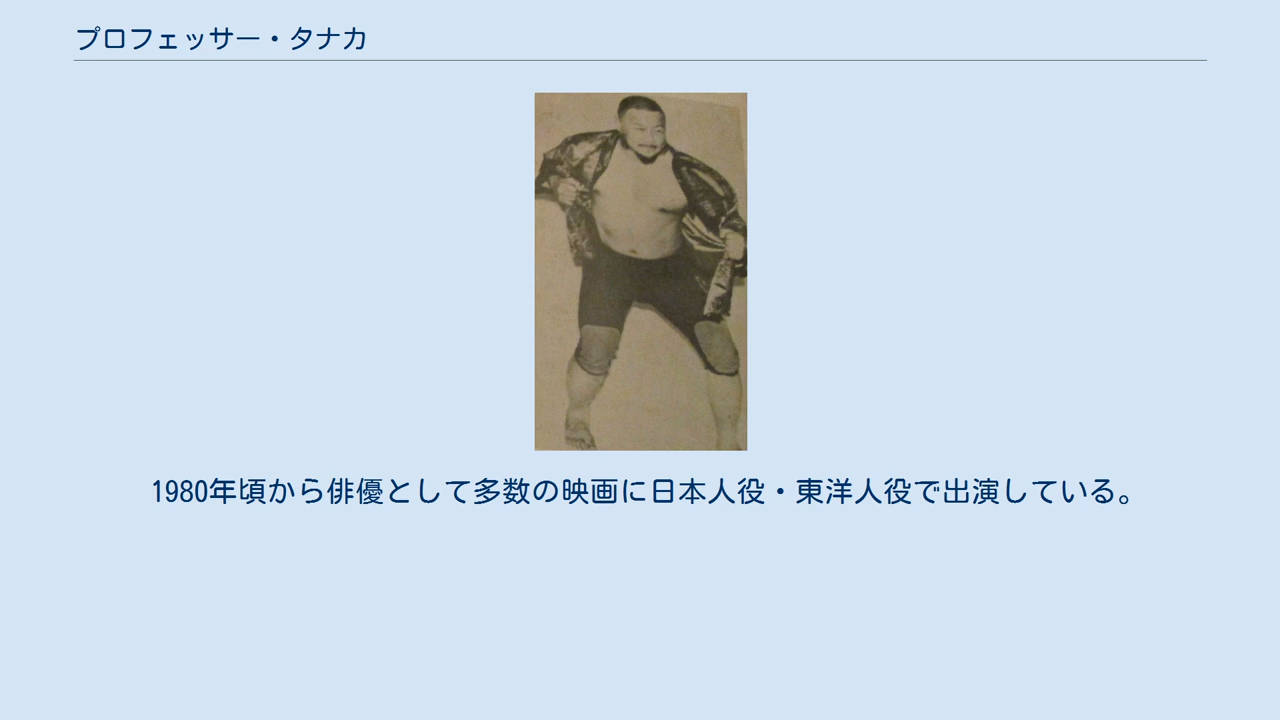 プロフェッサー・タナカ
1980年頃から俳優として多数の映画に日本人役・東洋人役で出演している。